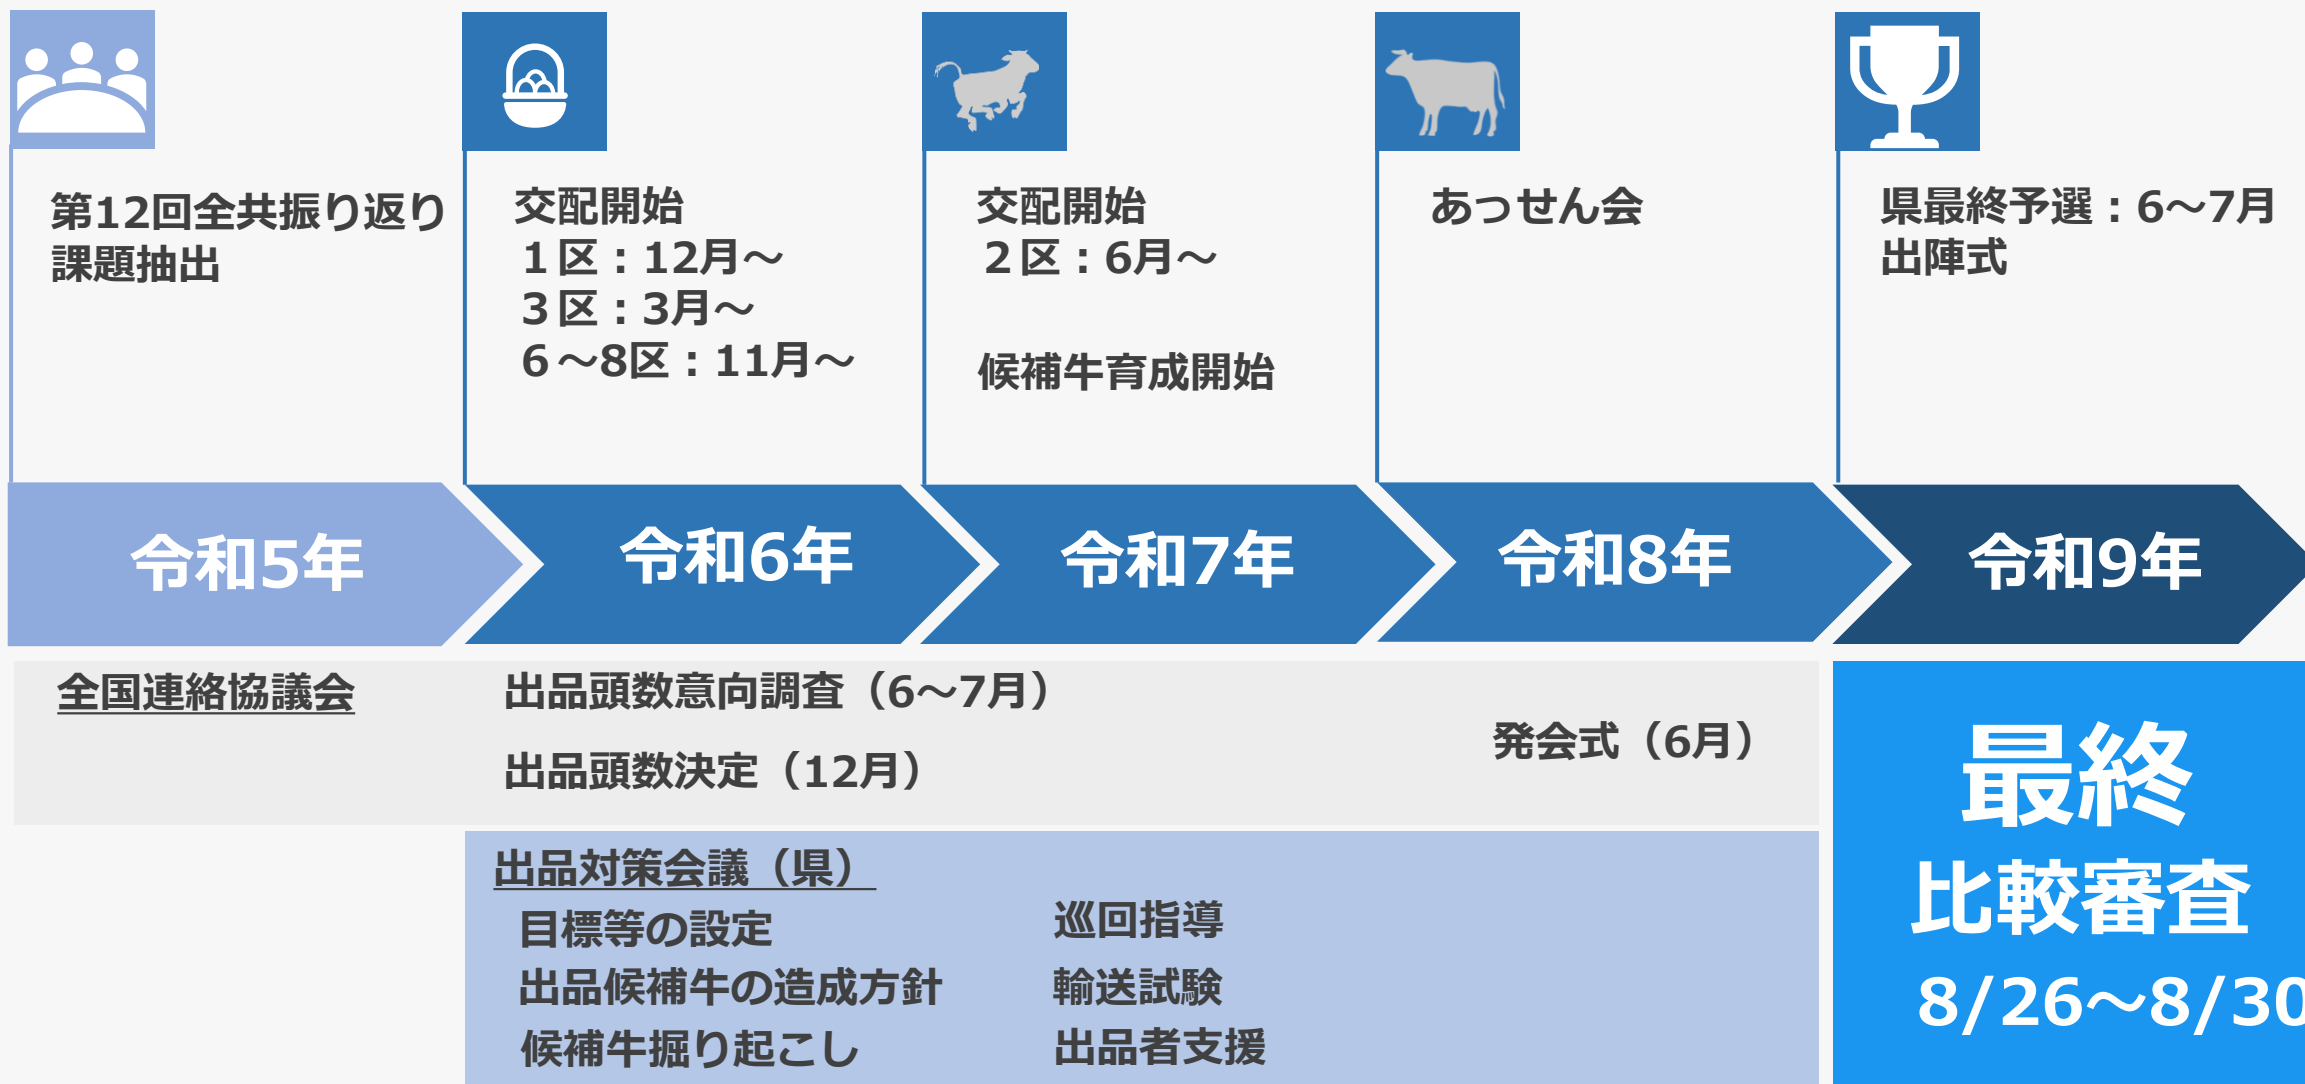 第12回全共振り返り
課題抽出
交配開始
１区：12月～
３区：3月～
６～8区：11月～
交配開始
２区：6月～
候補牛育成開始
あっせん会
県最終予選：6～7月
出陣式
令和5年
令和6年
令和7年
令和8年
令和9年
全国連絡協議会
出品頭数意向調査（6～7月）
出品頭数決定（12月）
発会式（6月）
出品対策会議（県）
目標等の設定
出品候補牛の造成方針
候補牛掘り起こし
巡回指導
輸送試験
出品者支援
最終
比較審査
8/26～8/30